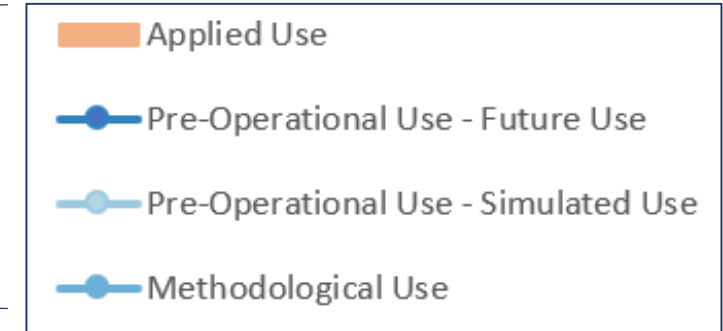 Applied Use
Pre-Operational Use - Future Use
Pre-Operational Use - Simulated Use
Methodological Use